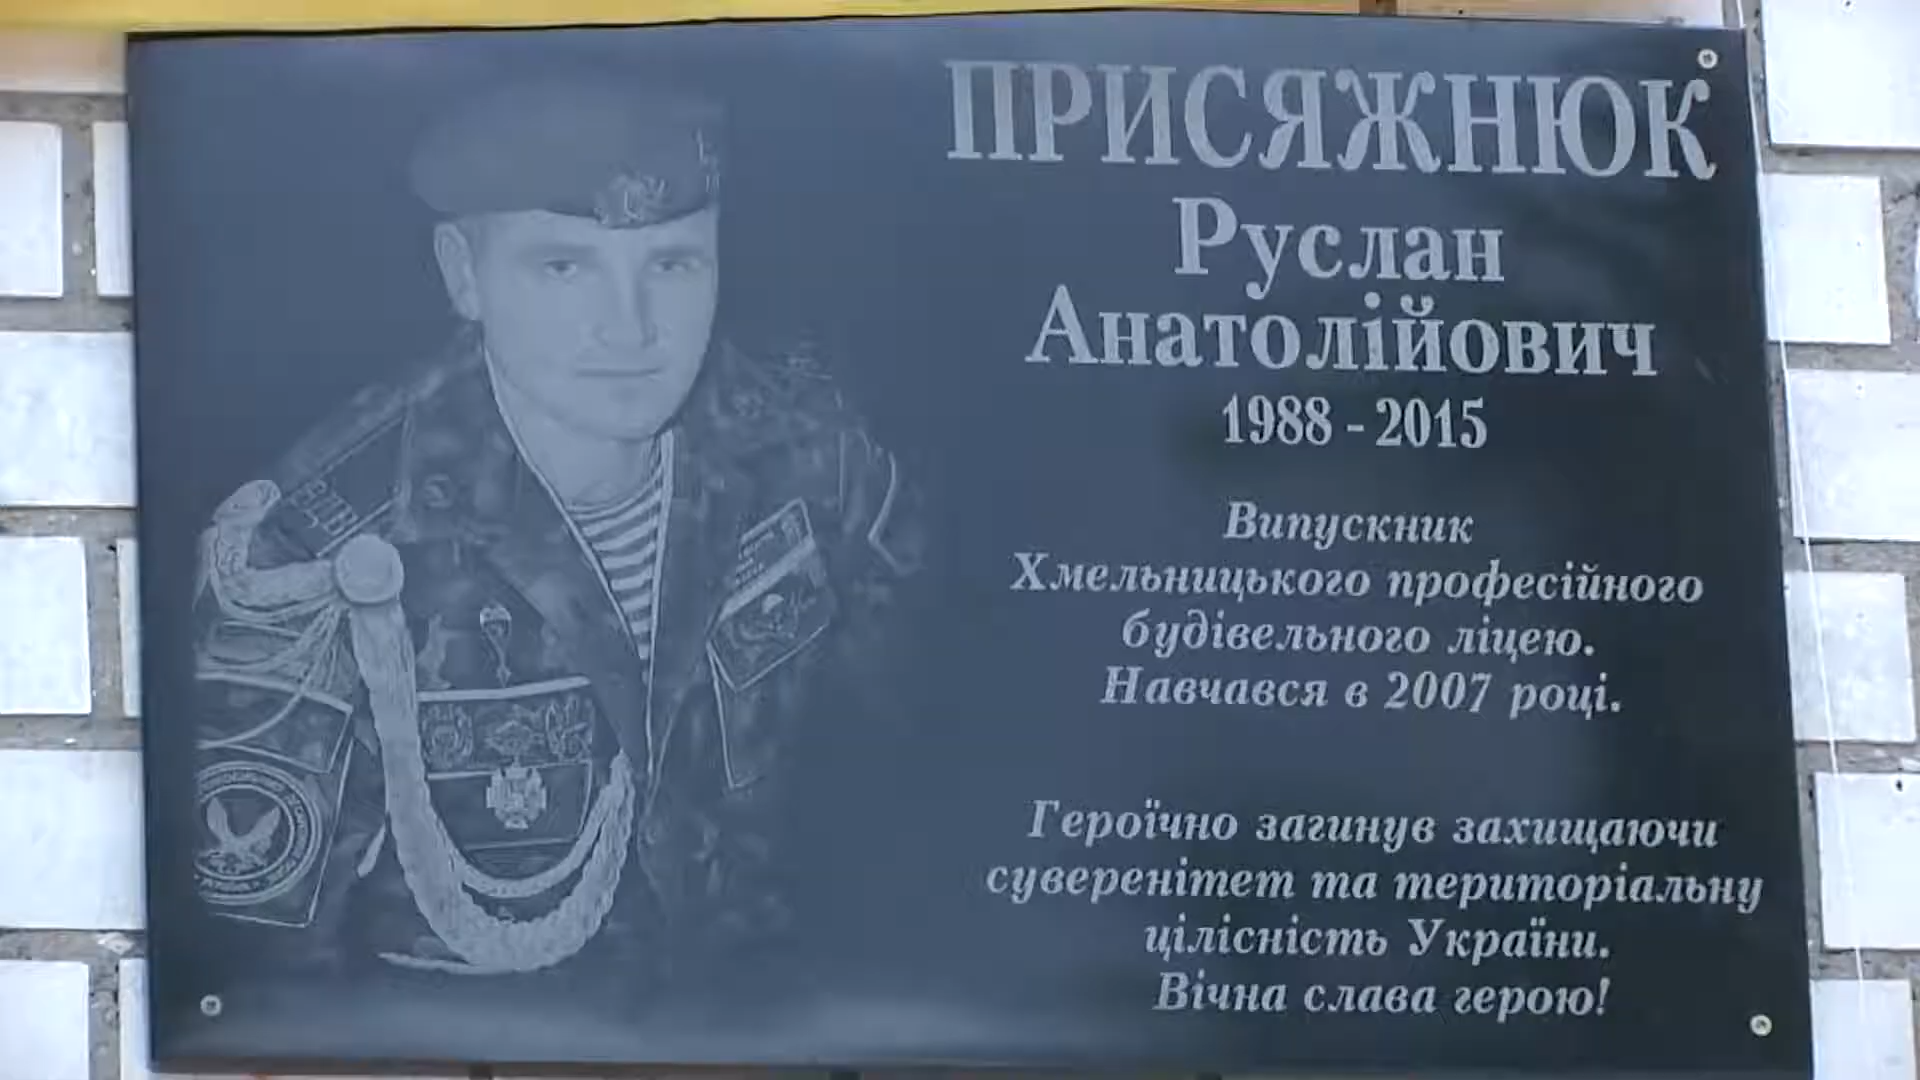 ПРИСЯЖНЮК
Руслан
Анатолійович
1988 - 2015
Випускник
Хмельницького професійного
будівельного ліцею.
Навчався в 2007 році.
Героїчно загинув захищаючи
суверенітет та територіальну
цілісність України.
Вічна слава герою!